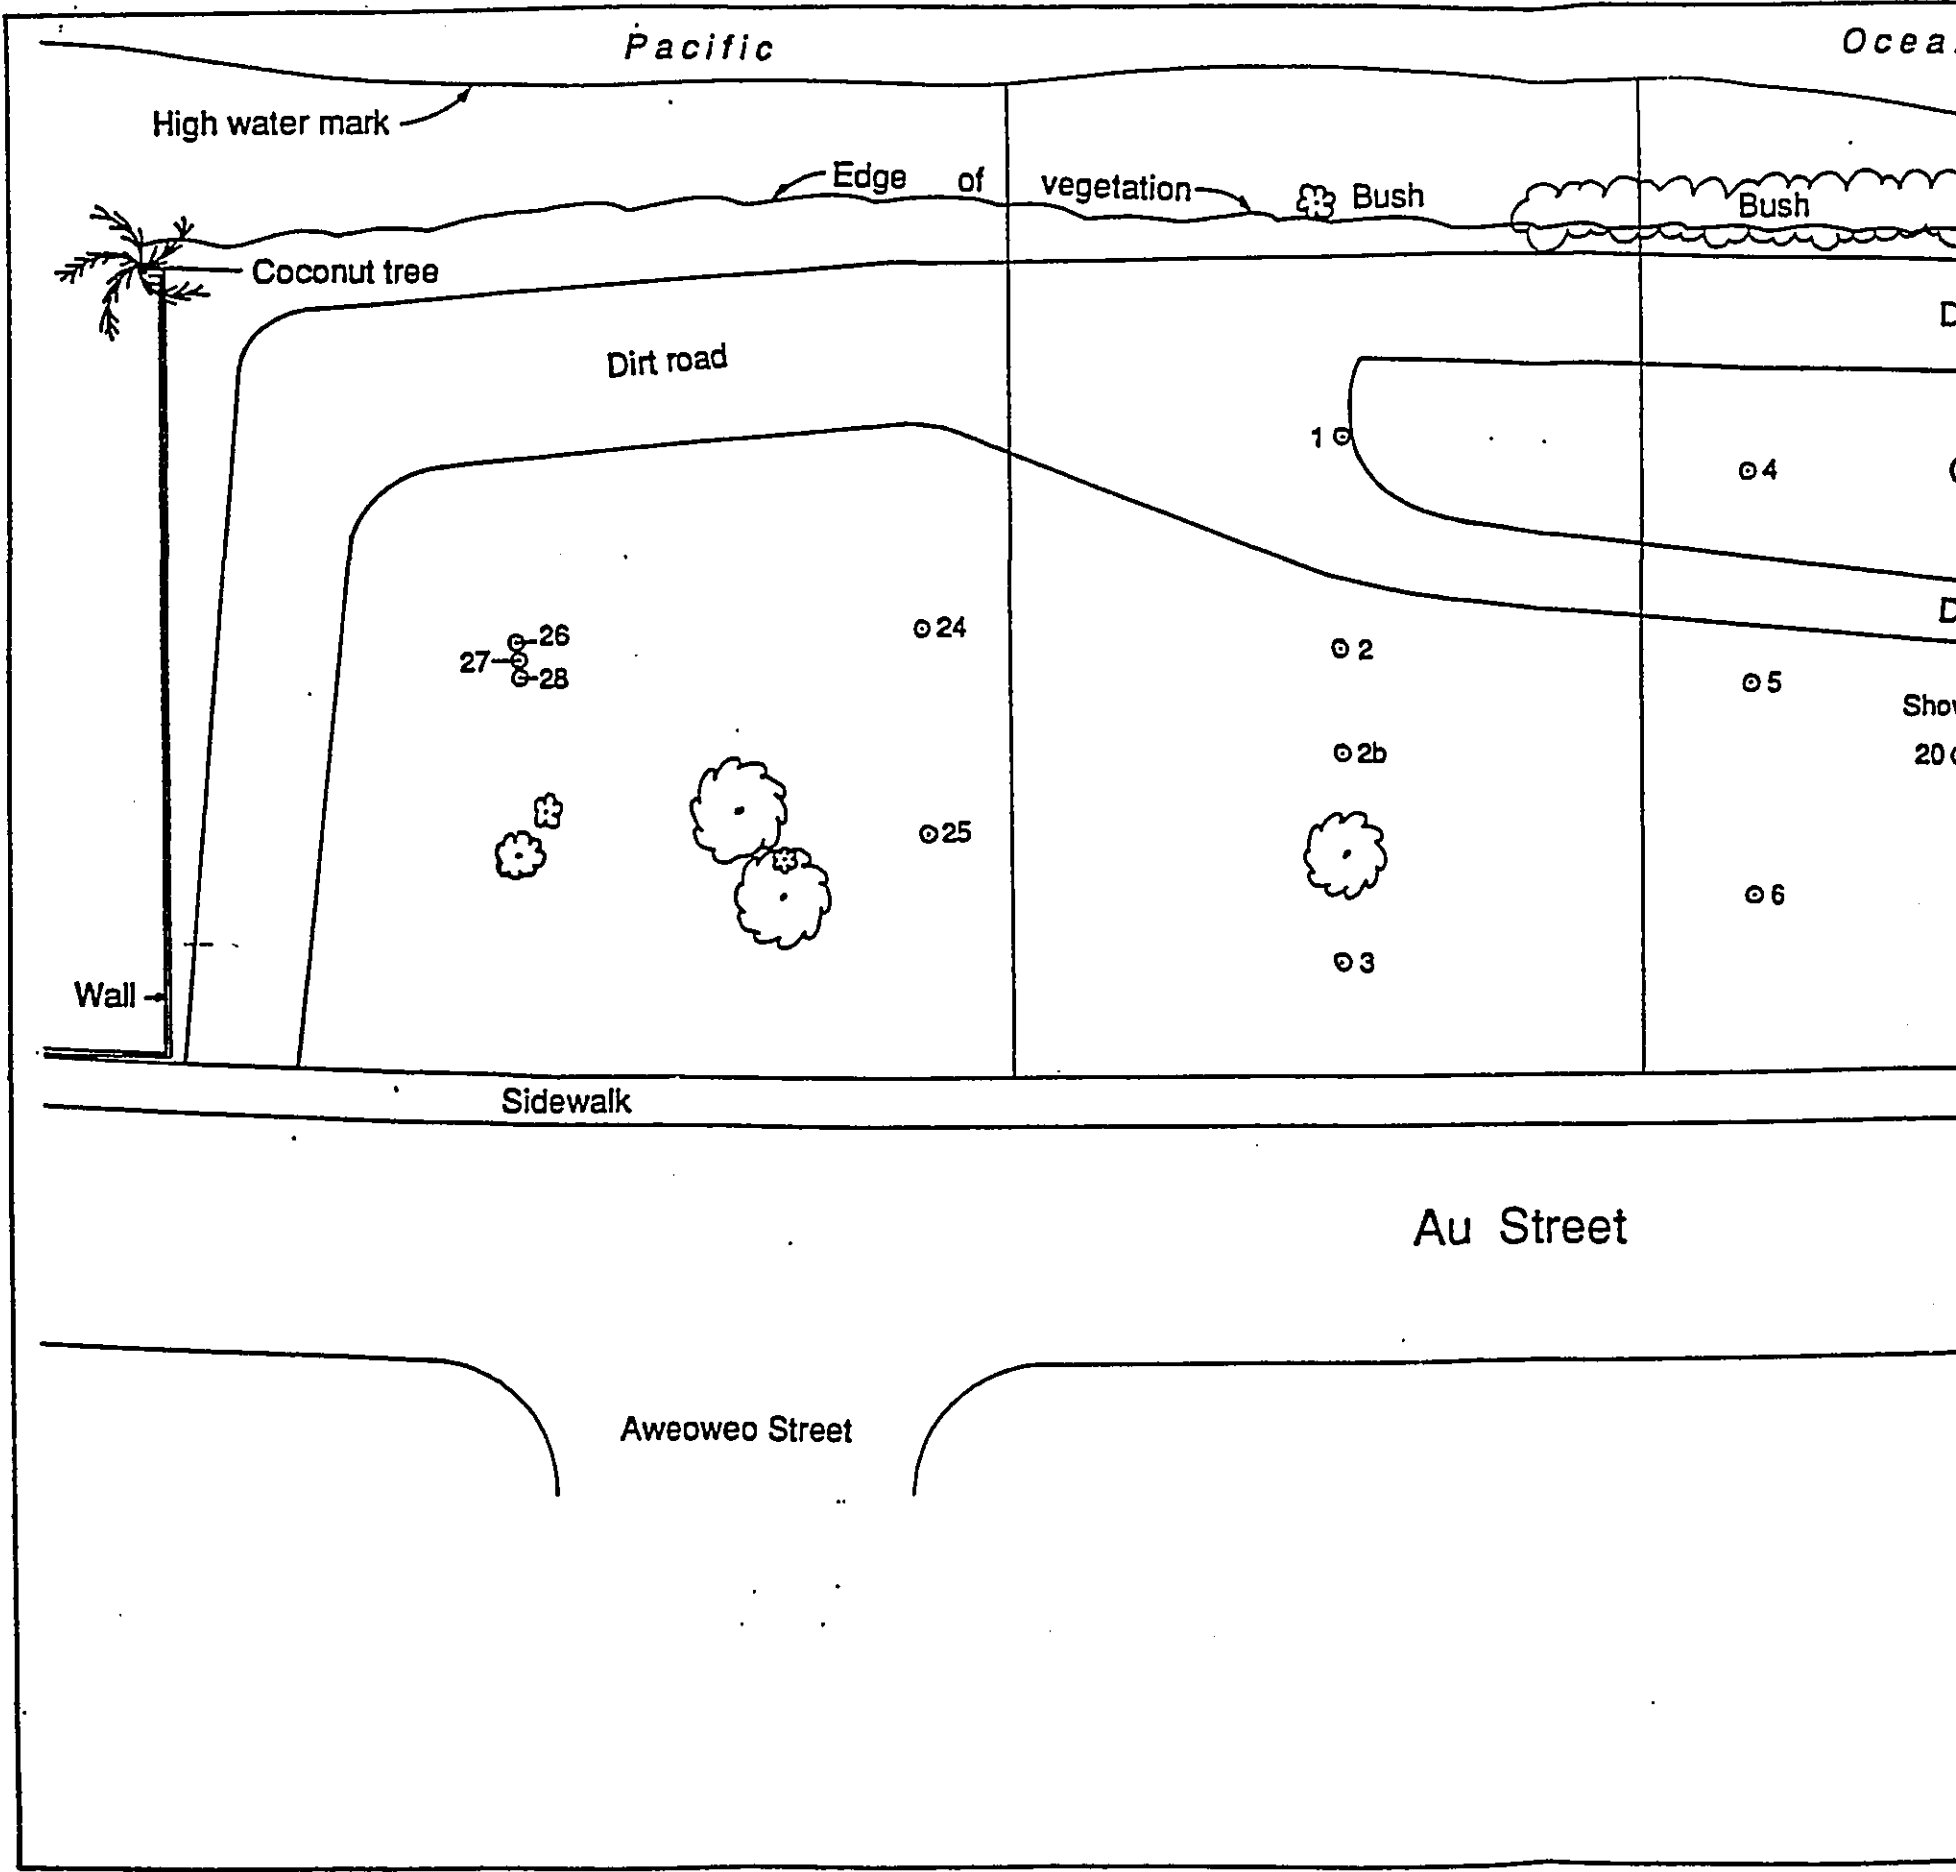 Pacific
High water mark
Edge of vegetation
Bush
Bush
Coconut tree
Dirt road
1
4
26
24
27
28
2
5
2b
20
25
6
3
Wall
Sidewalk
Au Street
Aweoweo Street